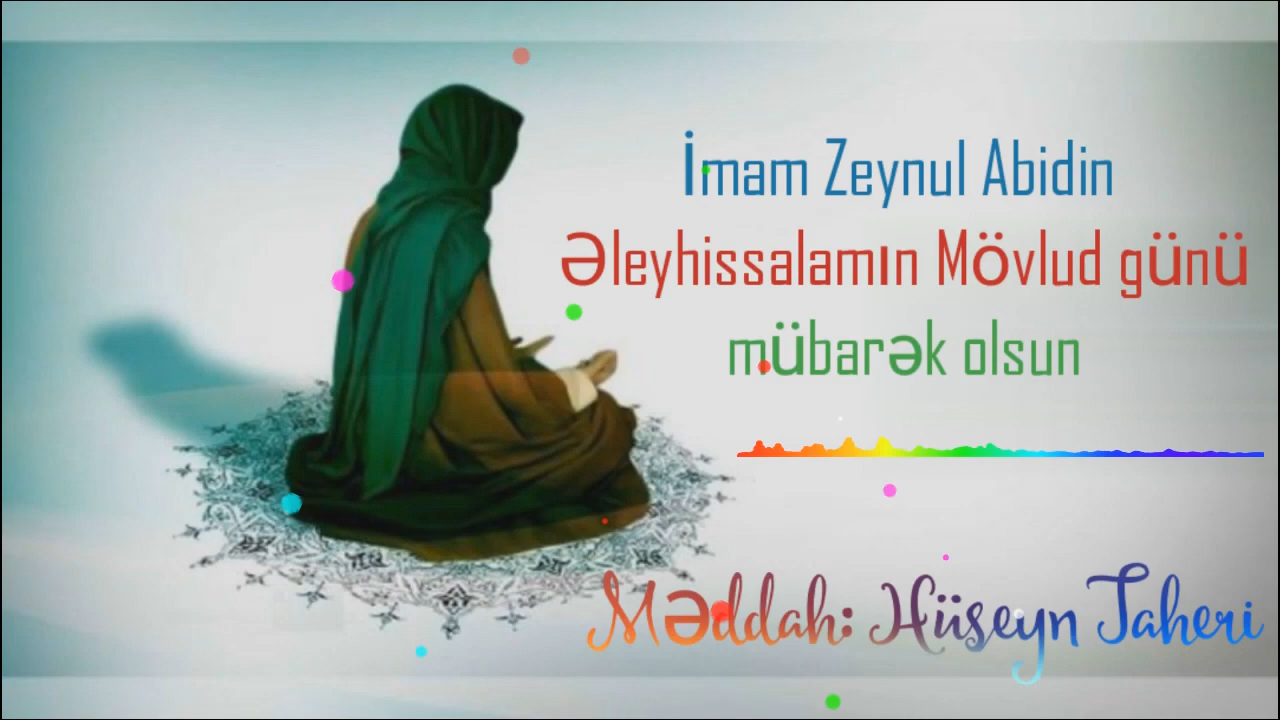 İmam Zeynul Abidin
Əleyhissalamın Mövlud günü
mübarək olsun
Məddah: Hüseyn Taheri